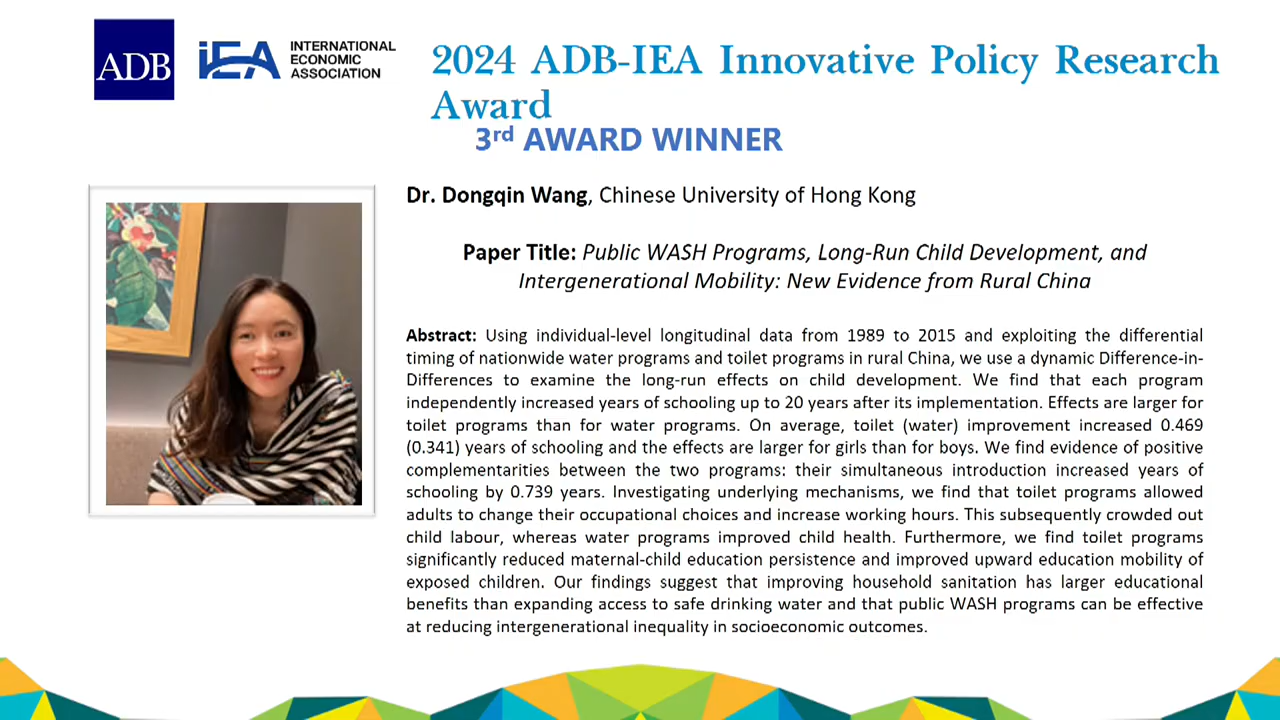 ADB
iEA
INTERNATIONAL
ECONOMIC
ASSOCIATION
2024 ADB-IEA Innovative Policy Research
Award
3rd AWARD WINNER
Dr. Dongqin Wang, Chinese University of Hong Kong
Paper Title: Public WASH Programs, Long-Run Child Development, and
Intergenerational Mobility: New Evidence from Rural China
Abstract: Using individual-level longitudinal data from 1989 to 2015 and exploiting the differential
timing of nationwide water programs and toilet programs in rural China, we use a dynamic Difference-in-
Differences to examine the long-run effects on child development. We find that each program
independently increased years of schooling up to 20 years after its implementation. Effects are larger for
toilet programs than for water programs. On average, toilet (water) improvement increased 0.469
(0.341) years of schooling and the effects are larger for girls than for boys. We find evidence of positive
complementarities between the two programs: their simultaneous introduction increased years of
schooling by 0.739 years. Investigating underlying mechanisms, we find that toilet programs allowed
adults to change their occupational choices and increase working hours. This subsequently crowded out
child labour, whereas water programs improved child health. Furthermore, we find toilet programs
significantly reduced maternal-child education persistence and improved upward education mobility of
exposed children. Our findings suggest that improving household sanitation has larger educational
benefits than expanding access to safe drinking water and that public WASH programs can be effective
at reducing intergenerational inequality in socioeconomic outcomes.